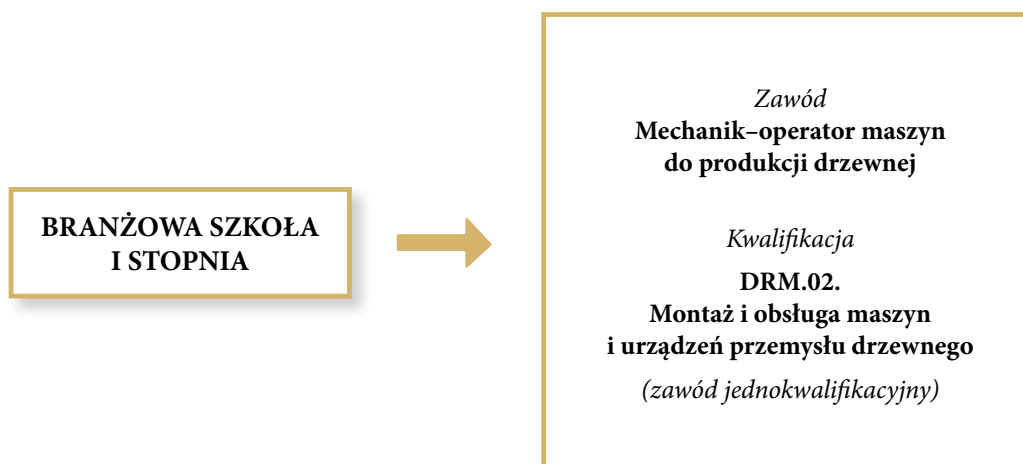 BRANŻOWA SZKOŁA
I STOPNIA
Zawód
Mechanik–operator maszyn
do produkcji drzewnej
Kwalifikacja
DRM.02.
Montaż i obsługa maszyn
i urządzeń przemysłu drzewnego
(zawód jednokwalifikacyjny)